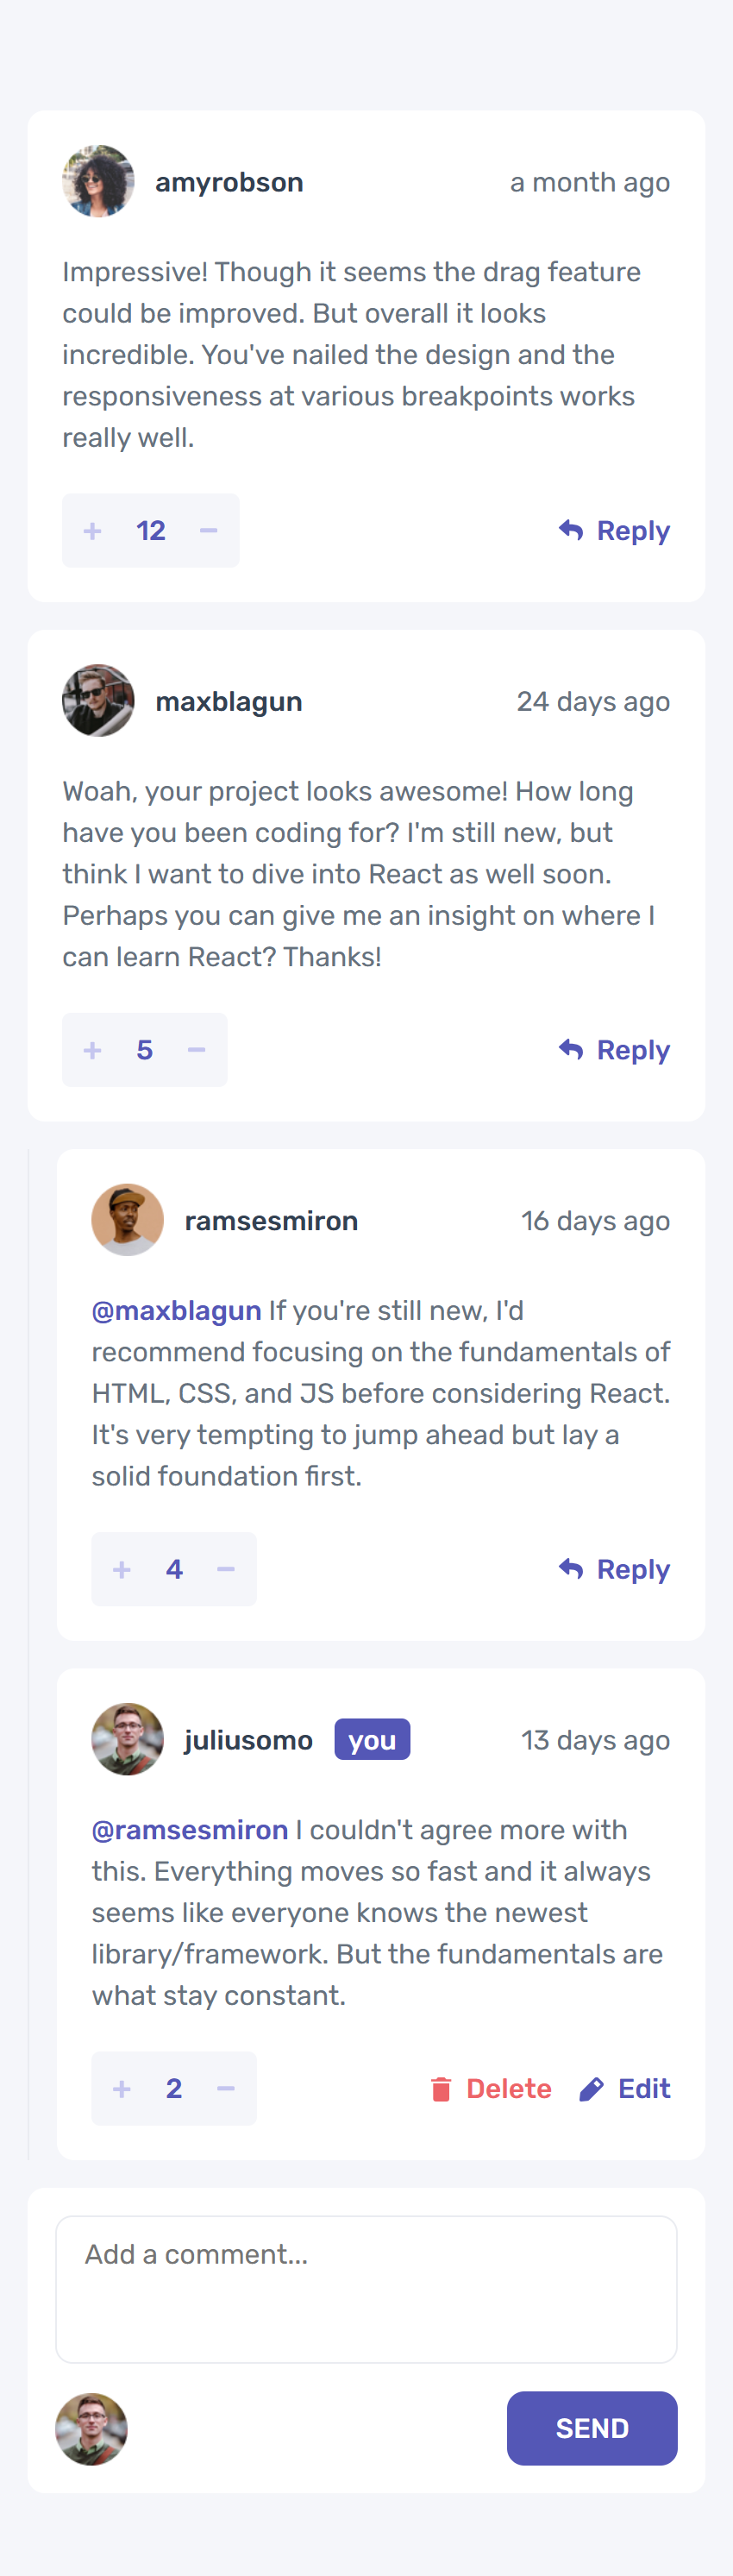 amyrobson a month ago
Impressive! Though it seems the drag feature
could be improved. But overall it looks
incredible. You've nailed the design and the
responsiveness at various breakpoints works
really well.
+ 12 − Reply
maxblagun 24 days ago
Woah, your project looks awesome! How long
have you been coding for? I'm still new, but
think I want to dive into React as well soon.
Perhaps you can give me an insight on where I
can learn React? Thanks!
+ 5 − Reply
ramsesmiron 16 days ago
@maxblagun If you're still new, I'd
recommend focusing on the fundamentals of
HTML, CSS, and JS before considering React.
It's very tempting to jump ahead but lay a
solid foundation first.
+ 4 − Reply
juliusomo you 13 days ago
@ramsesmiron I couldn't agree more with
this. Everything moves so fast and it always
seems like everyone knows the newest
library/framework. But the fundamentals are
what stay constant.
+ 2 − Delete Edit
Add a comment...
SEND